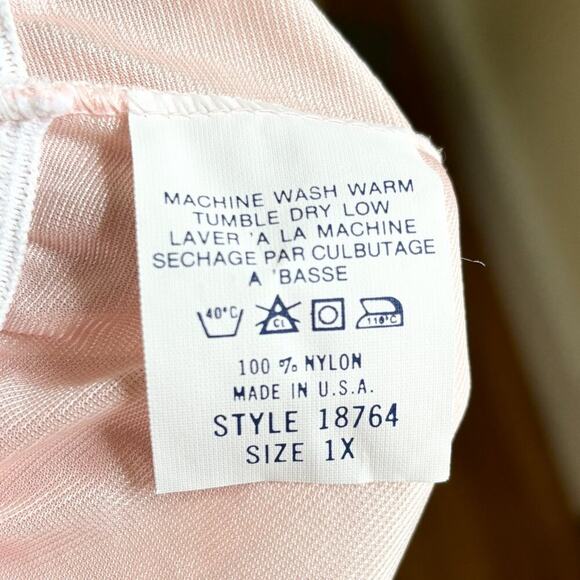 MACHINE WASH WARM
TUMBLE DRY LOW
LAVER 'A LA MACHINE
SECHAGE PAR CULBUTAGE
A 'BASSE
40°C CL 110°C
100 % NYLON
MADE IN U.S.A.
STYLE 18764
SIZE 1X